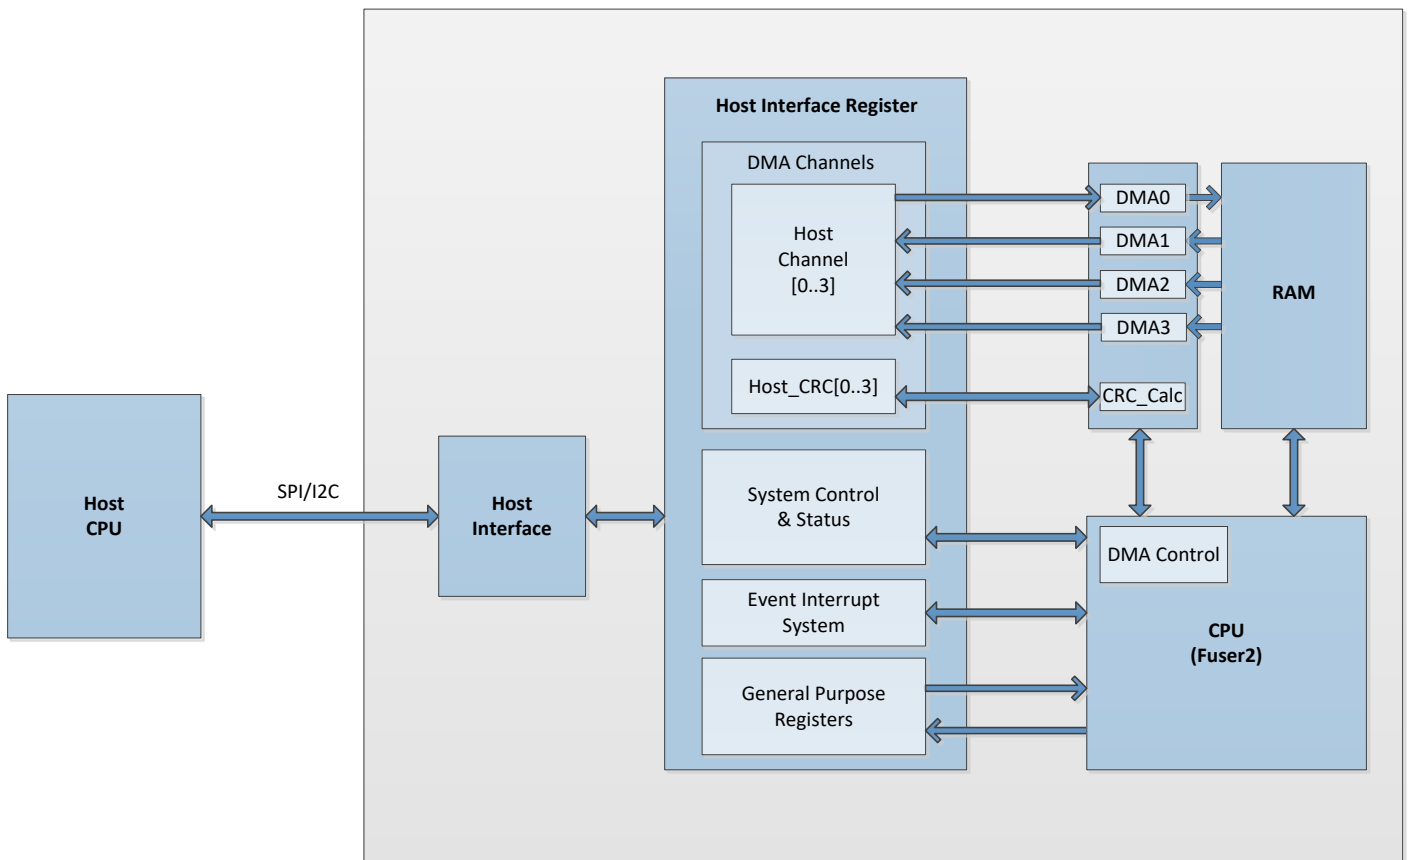 Host Interface Register
DMA Channels
Host
Channel
[0..3]
Host_CRC[0..3]
DMA0
DMA1
DMA2
DMA3
CRC_Calc
RAM
Host
CPU
SPI/I2C
Host
Interface
System Control
& Status
Event Interrupt
System
General Purpose
Registers
DMA Control
CPU
(Fuser2)